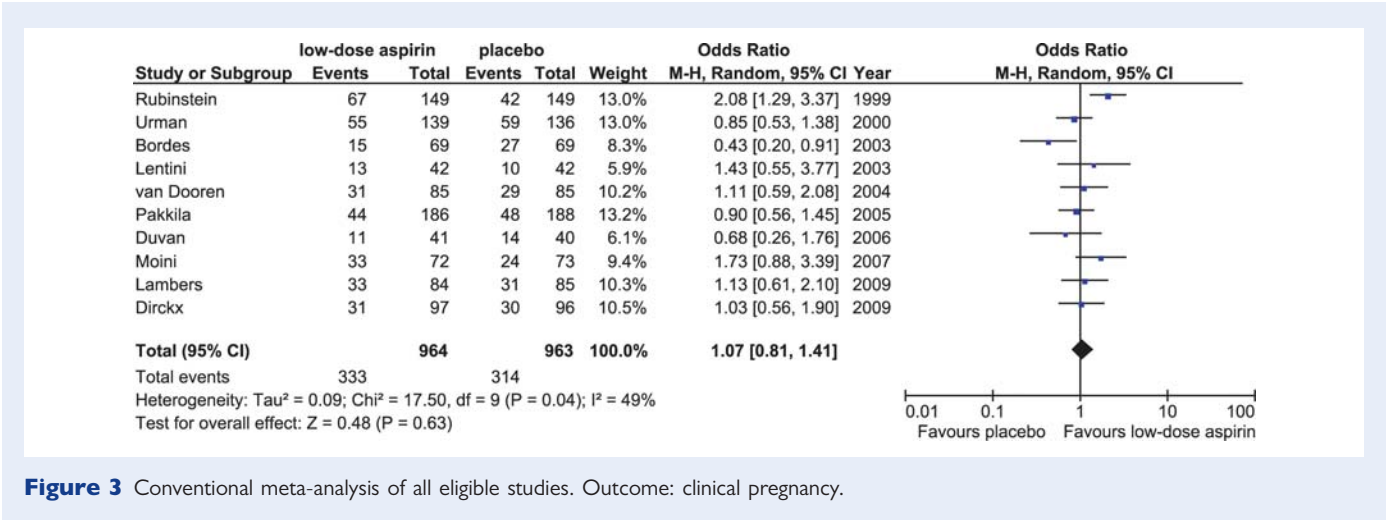 low-dose aspirin placebo Odds Ratio Odds Ratio
Study or Subgroup Events Total Events Total Weight M-H, Random, 95% CI Year M-H, Random, 95% CI
Rubinstein 67 149 42 149 13.0% 2.08 [1.29, 3.37] 1999
Urman 55 139 59 136 13.0% 0.85 [0.53, 1.38] 2000
Bordes 15 69 27 69 8.3% 0.43 [0.20, 0.91] 2003
Lentini 13 42 10 42 5.9% 1.43 [0.55, 3.77] 2003
van Dooren 31 85 29 85 10.2% 1.11 [0.59, 2.08] 2004
Pakkila 44 186 48 188 13.2% 0.90 [0.56, 1.45] 2005
Duvan 11 41 14 40 6.1% 0.68 [0.26, 1.76] 2006
Moini 33 72 24 73 9.4% 1.73 [0.88, 3.39] 2007
Lambers 33 84 31 85 10.3% 1.13 [0.61, 2.10] 2009
Dirckx 31 97 30 96 10.5% 1.03 [0.56, 1.90] 2009
Total (95% CI) 964 963 100.0% 1.07 [0.81, 1.41]
Total events 333 314
Heterogeneity: Tau² = 0.09; Chi² = 17.50, df = 9 (P = 0.04); I² = 49%
Test for overall effect: Z = 0.48 (P = 0.63)
0.01 0.1 1 10 100
Favours placebo Favours low-dose aspirin
Figure 3 Conventional meta-analysis of all eligible studies. Outcome: clinical pregnancy.